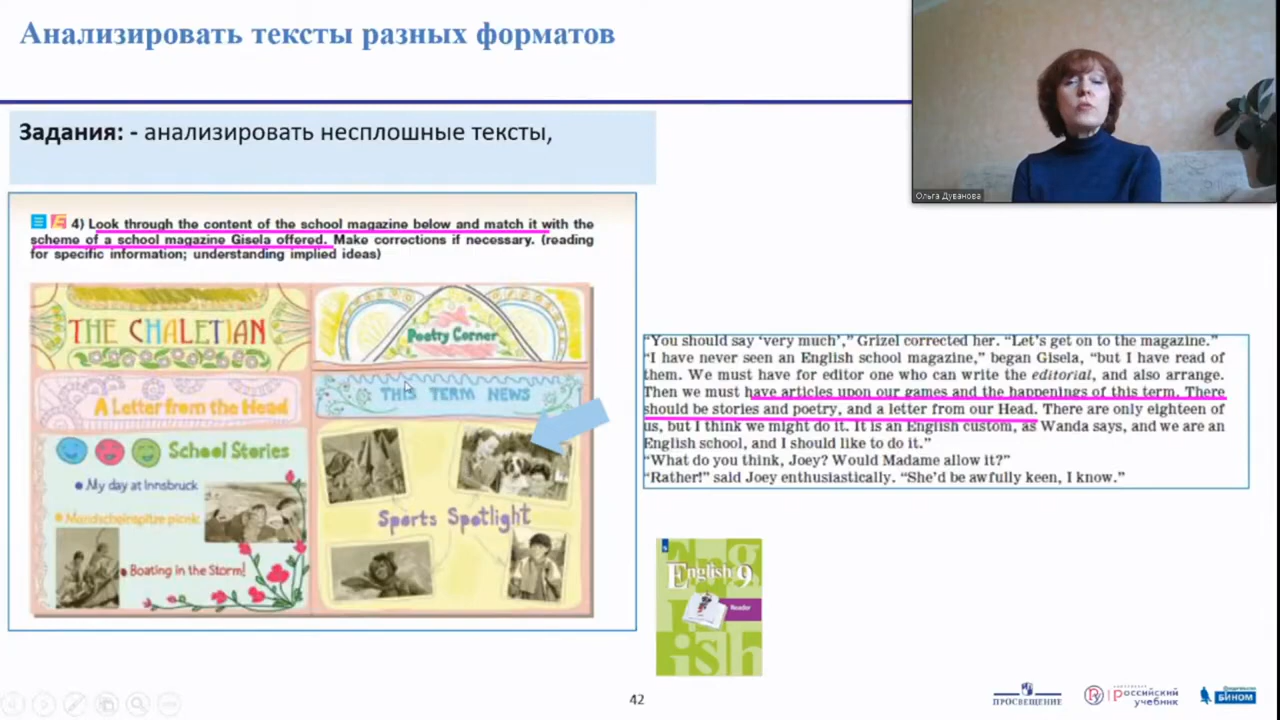 Анализировать тексты разных форматов
Ольга Дуванова
Задания: - анализировать несплошные тексты,
4) Look through the content of the school magazine below and match it with the
scheme of a school magazine Gisela offered. Make corrections if necessary. (reading
for specific information; understanding implied ideas)
THE CHALETIAN
A Letter from the Head
School Stories
My day at Innsbruck
Mondscheinspitze picnic
Boating in the Storm!
Poetry Corner
THIS TERM NEWS
Sports Spotlight
“You should say ‘very much’,” Grizel corrected her. “Let's get on to the magazine.”
“I have never seen an English school magazine,” began Gisela, “but I have read of
them. We must have for editor one who can write the editorial, and also arrange.
Then we must have articles upon our games and the happenings of this term. There
should be stories and poetry, and a letter from our Head. There are only eighteen of
us, but I think we might do it. It is an English custom, as Wanda says, and we are an
English school, and I should like to do it.”
“What do you think, Joey? Would Madame allow it?”
“Rather!” said Joey enthusiastically. “She'd be awfully keen, I know.”
English 9
Reader
42
ПРОСВЕЩЕНИЕ
российский
учебник
БИНОМ